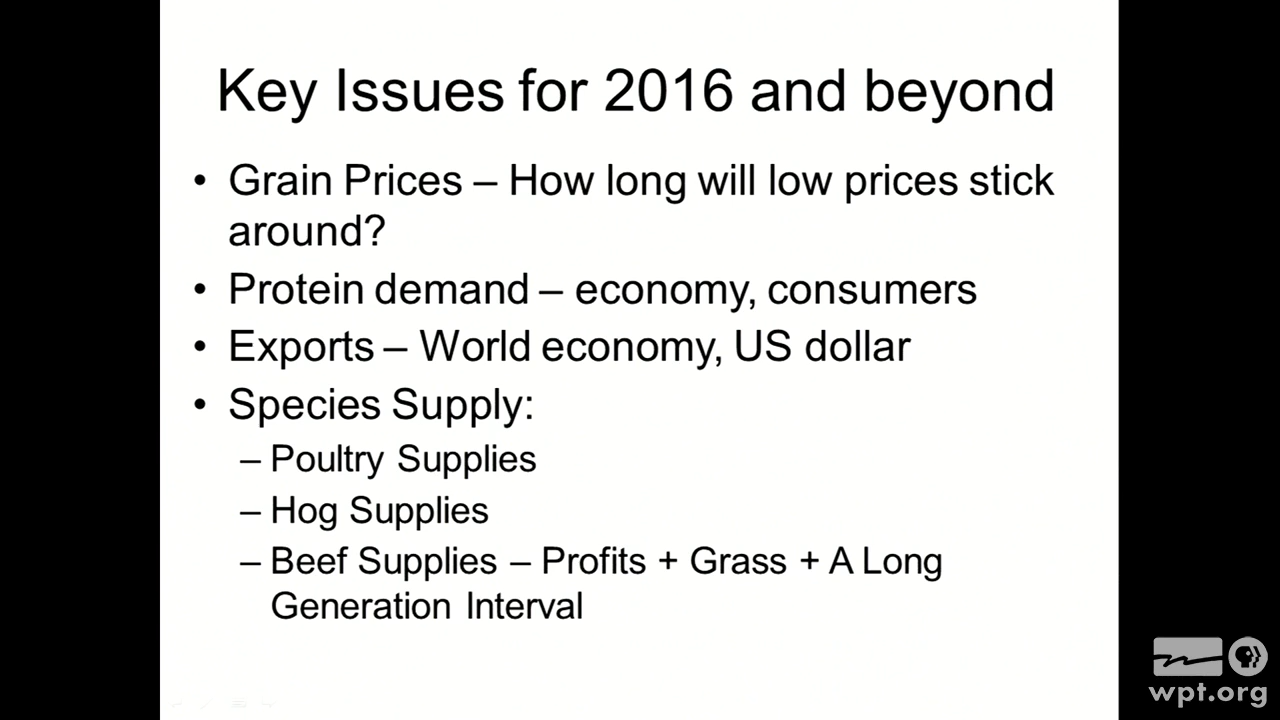 Key Issues for 2016 and beyond
• Grain Prices – How long will low prices stick
around?
• Protein demand – economy, consumers
• Exports – World economy, US dollar
• Species Supply:
– Poultry Supplies
– Hog Supplies
– Beef Supplies – Profits + Grass + A Long
Generation Interval
wpt.org